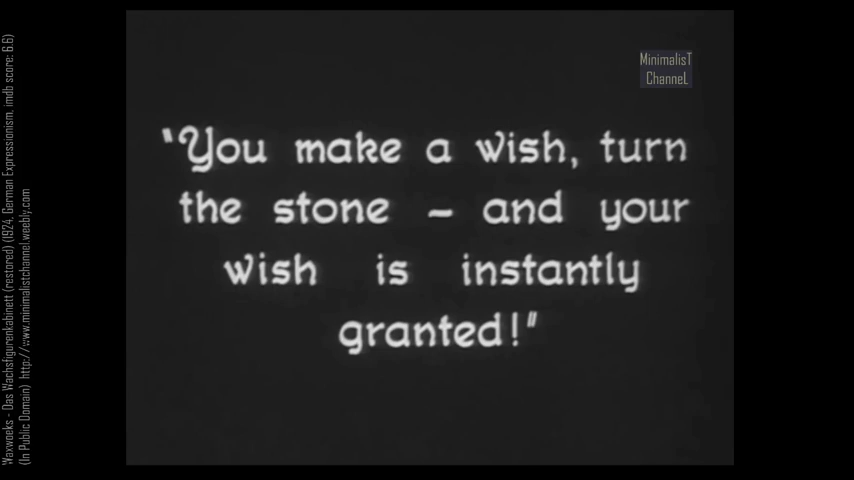 MinimalisT
ChanneL
"You make a wish, turn
the stone – and your
wish is instantly
granted!"
Waxwoeks - Das Wachsfigurenkabinett (restored) (1924, German Expressionism, imdb score: 6.6)
(In Public Domain) http://www.minimalistchannel.weebly.com